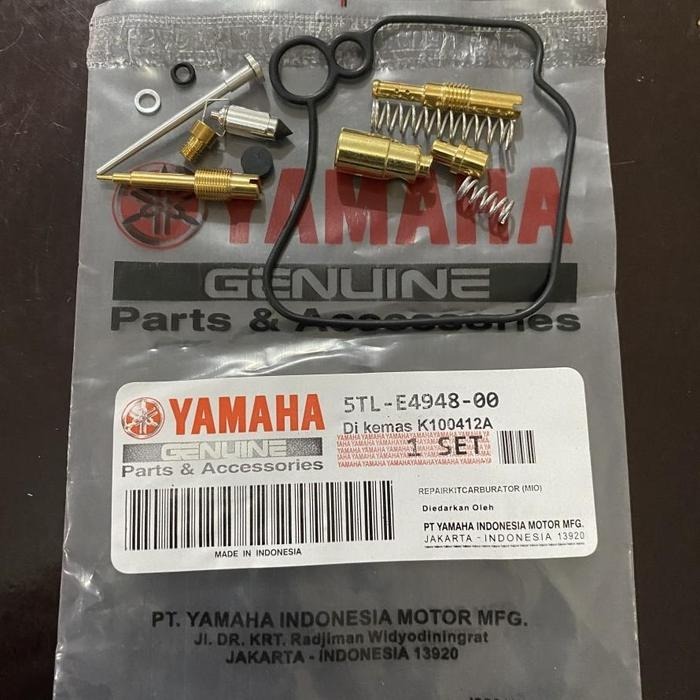 YAMAHA
GENUINE
Parts & Accessories
YAMAHA
GENUINE
Parts & Accessories
MADE IN INDONESIA
5TL-E4948-00
Di kemas K100412A
1 SET
REPAIRKITCARBURATOR (MIO)
Diedarkan Oleh
PT YAMAHA INDONESIA MOTOR MFG.
JAKARTA - INDONESIA 13920
PT. YAMAHA INDONESIA MOTOR MFG.
Jl. DR. KRT. Radjiman Widyodiningrat
JAKARTA - INDONESIA 13920